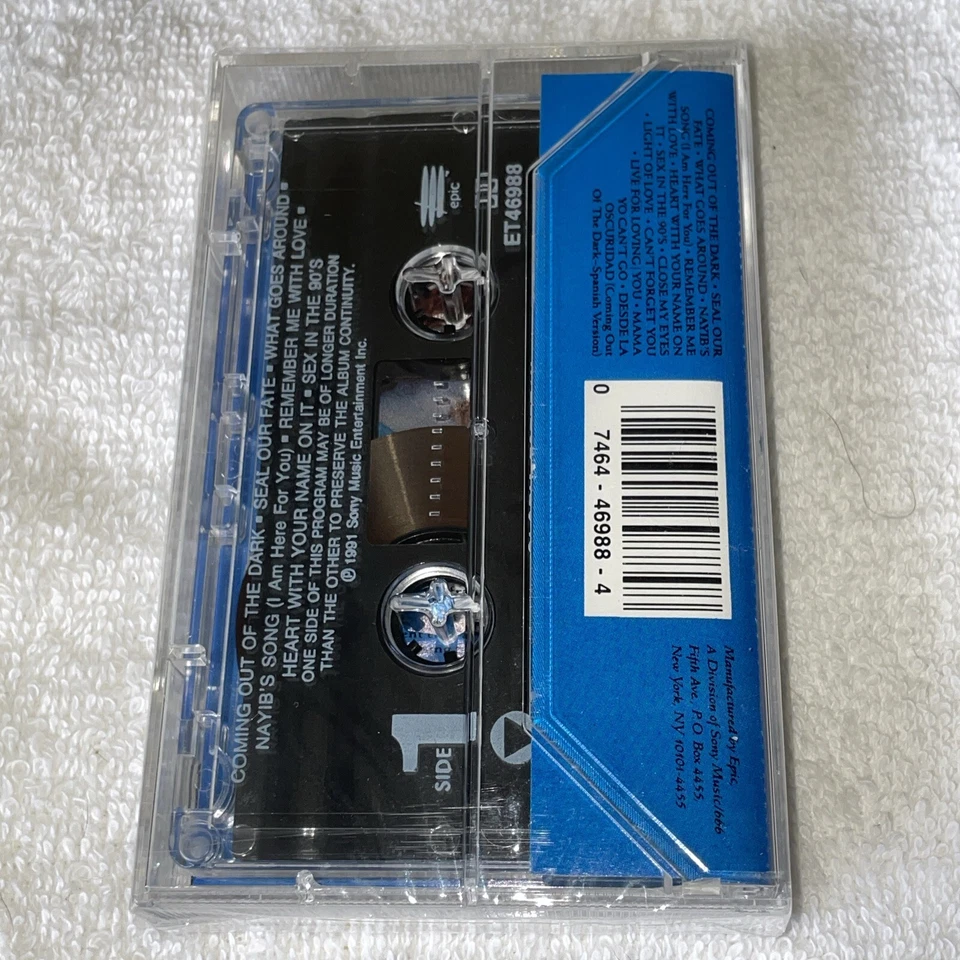 COMING OUT OF THE DARK ■ SEAL OUR FATE ■ WHAT GOES AROUND ■
NAYIB'S SONG (I Am Here For You) ■ REMEMBER ME WITH LOVE ■
HEART WITH YOUR NAME ON IT ■ SEX IN THE 90'S
ONE SIDE OF THIS PROGRAM MAY BE OF LONGER DURATION
THAN THE OTHER TO PRESERVE THE ALBUM CONTINUITY.
℗ 1991 Sony Music Entertainment Inc.
SIDE 1
epic
ET46988
COMING OUT OF THE DARK • SEAL OUR
FATE • WHAT GOES AROUND • NAYIB'S
SONG (I Am Here For You) • REMEMBER ME
WITH LOVE • HEART WITH YOUR NAME ON
IT • SEX IN THE 90'S • CLOSE MY EYES
• LIGHT OF LOVE • CAN'T FORGET YOU
• LIVE FOR LOVING YOU • MAMA
YO CAN'T GO • DESDE LA
OSCURIDAD (Coming Out
Of The Dark-Spanish Version)
0 7464-46988-4
Manufactured by Epic,
A Division of Sony Music/666
Fifth Ave, P.O. Box 4455,
New York, NY 10101-4455